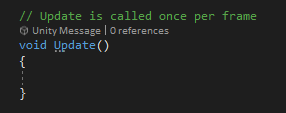 // Update is called once per frame
Unity Message | 0 references
void Update()
{
}